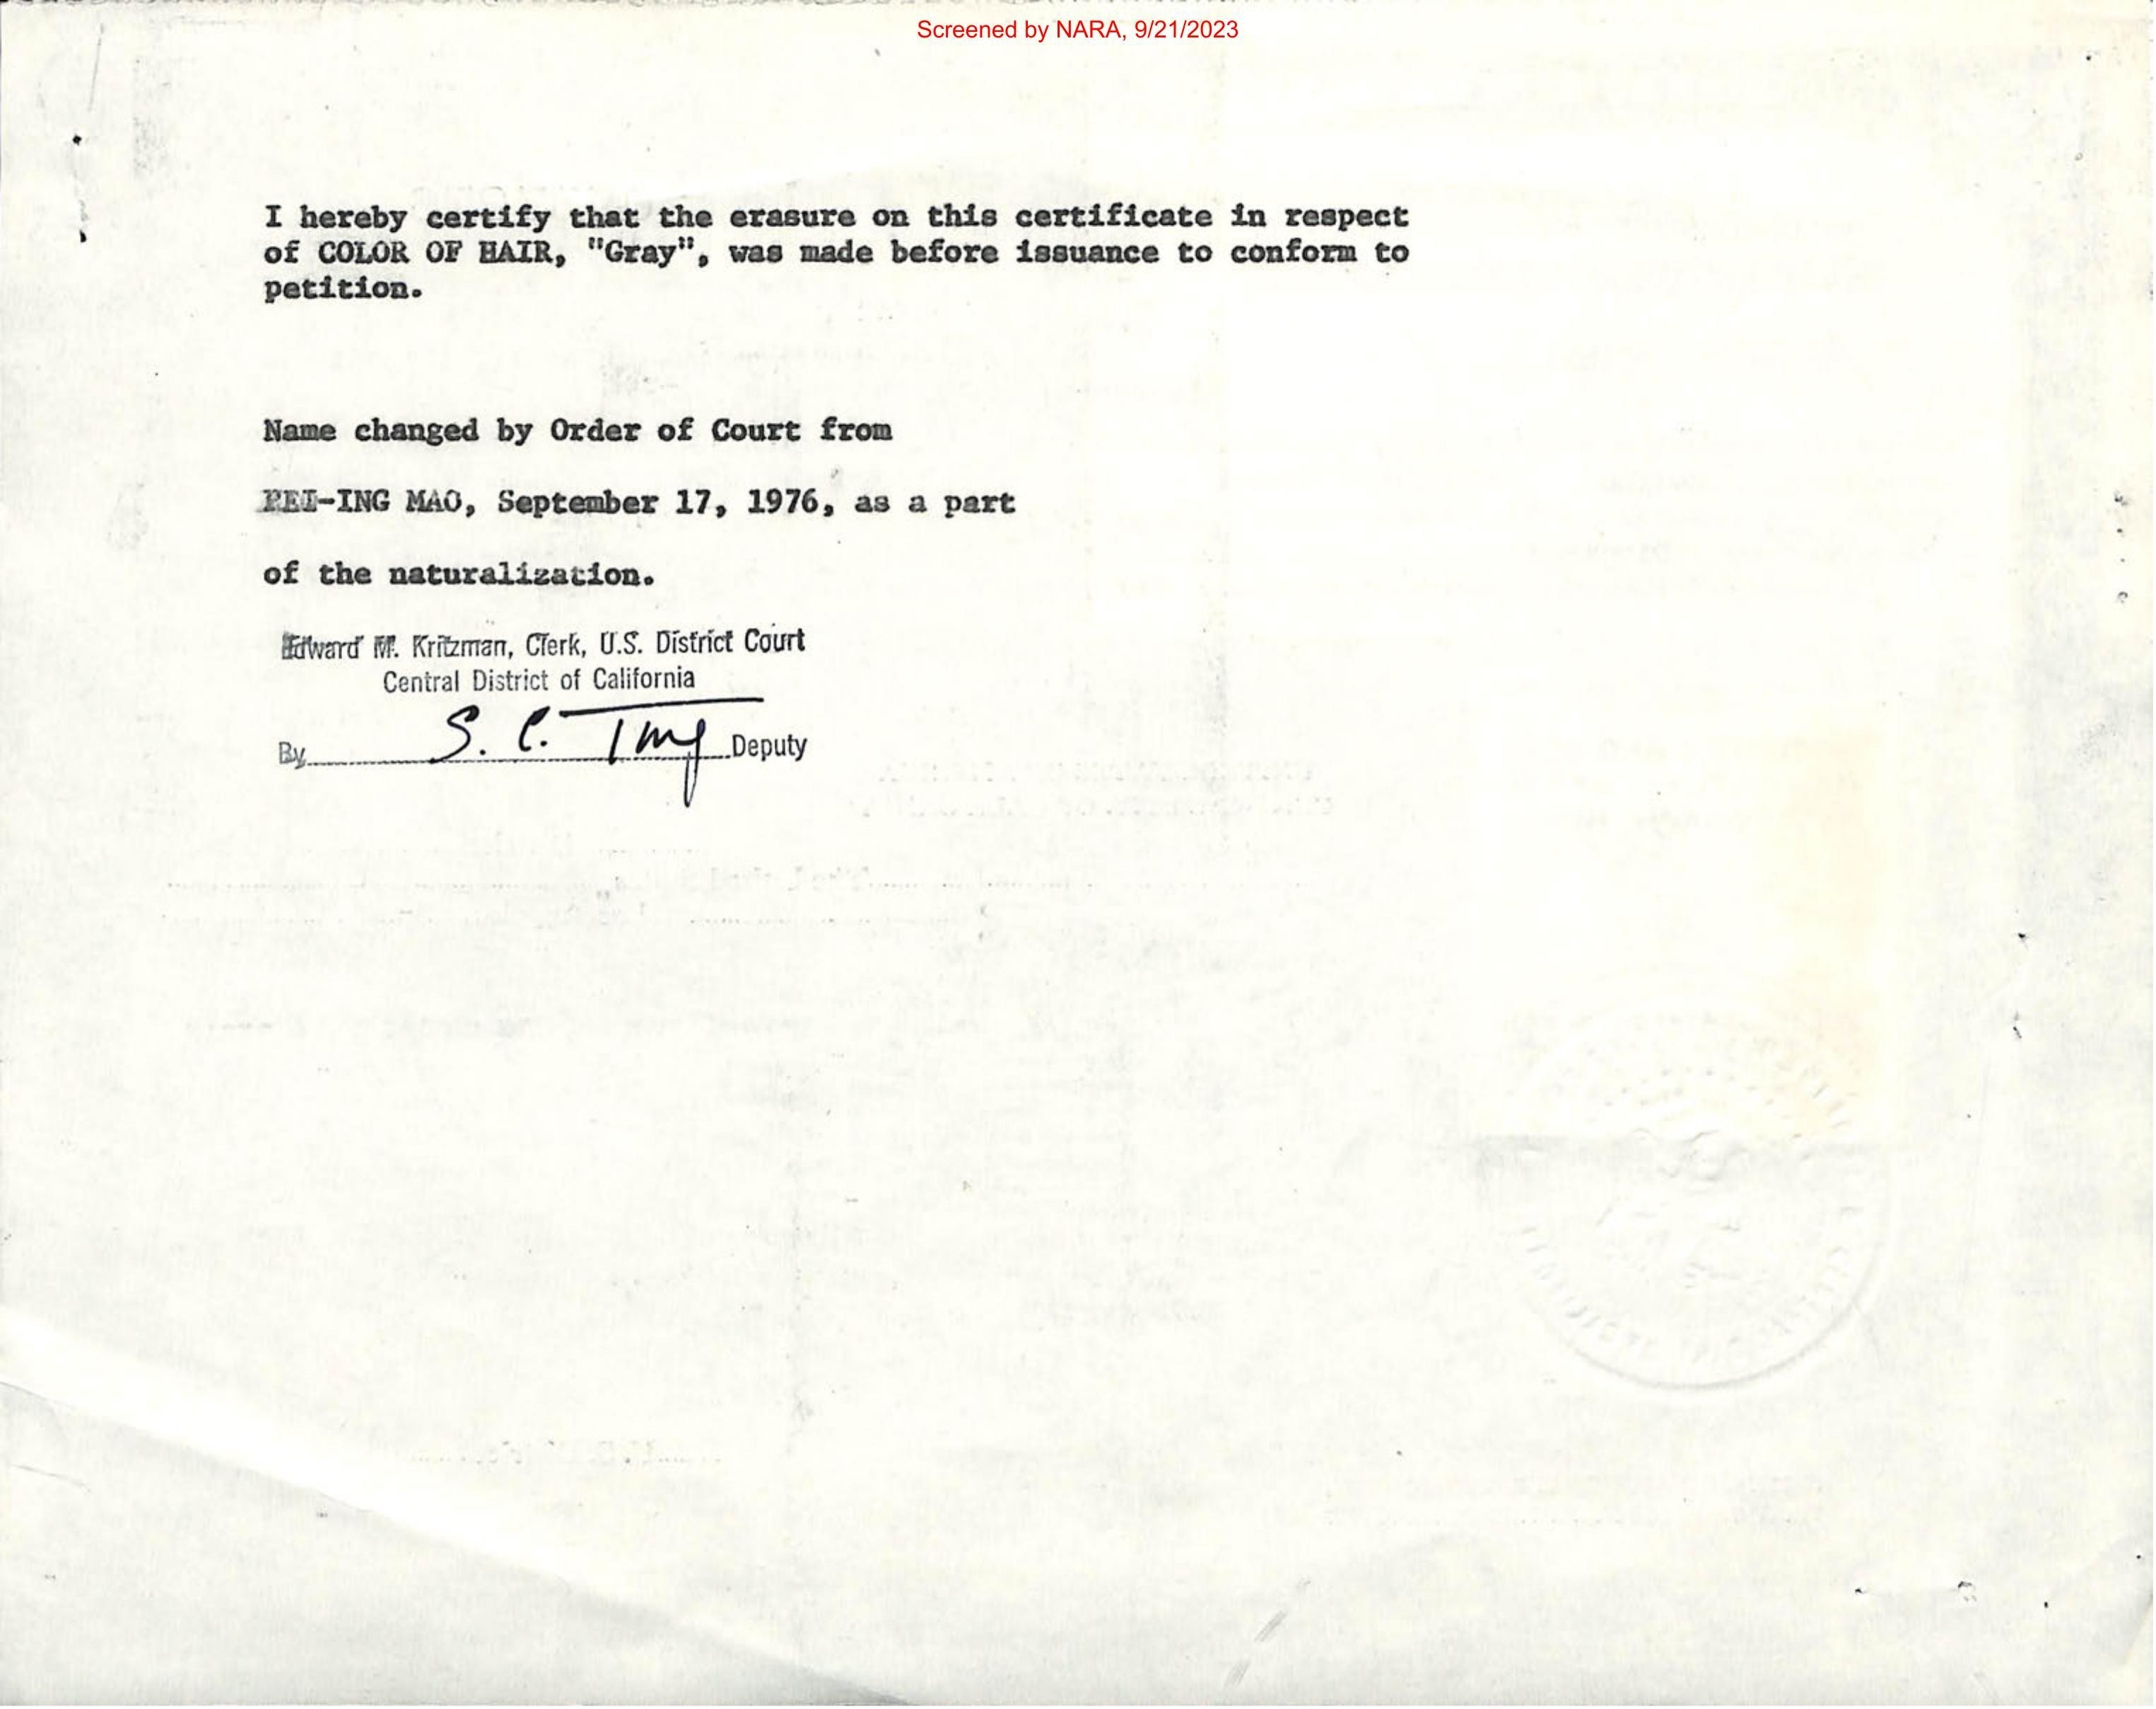 Screened by NARA, 9/21/2023
I hereby certify that the erasure on this certificate in respect
of COLOR OF HAIR, "Gray", was made before issuance to conform to
petition.
Name changed by Order of Court from
PEI-ING MAO, September 17, 1976, as a part
of the naturalization.
Edward M. Kritzman, Clerk, U.S. District Court
Central District of California
By S. C. Deputy